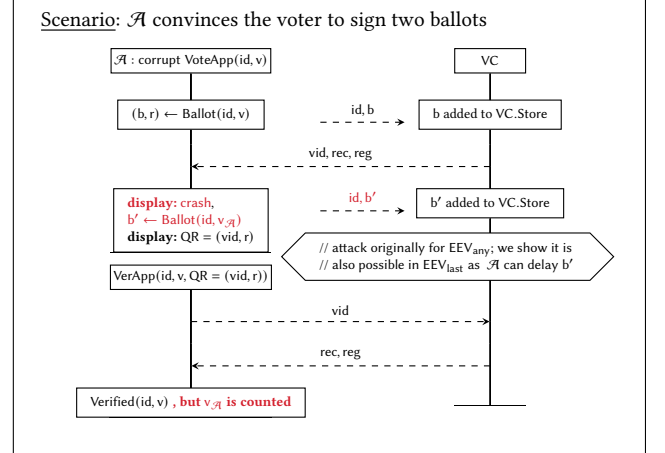 Scenario: 𝒜 convinces the voter to sign two ballots
𝒜 : corrupt VoteApp(id, v)
VC
(b, r) ← Ballot(id, v)
id, b
b added to VC.Store
vid, rec, reg
display: crash,
b′ ← Ballot(id, v𝒜)
display: QR = (vid, r)
id, b′
b′ added to VC.Store
// attack originally for EEVany; we show it is
// also possible in EEVlast as 𝒜 can delay b′
VerApp(id, v, QR = (vid, r))
vid
rec, reg
Verified(id, v) , but v𝒜 is counted